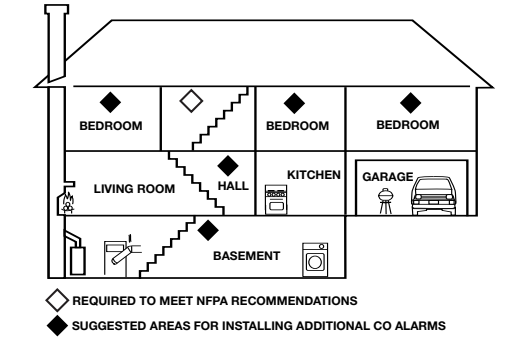 BEDROOM
BEDROOM
BEDROOM
LIVING ROOM
HALL
KITCHEN
GARAGE
BASEMENT
REQUIRED TO MEET NFPA RECOMMENDATIONS
SUGGESTED AREAS FOR INSTALLING ADDITIONAL CO ALARMS